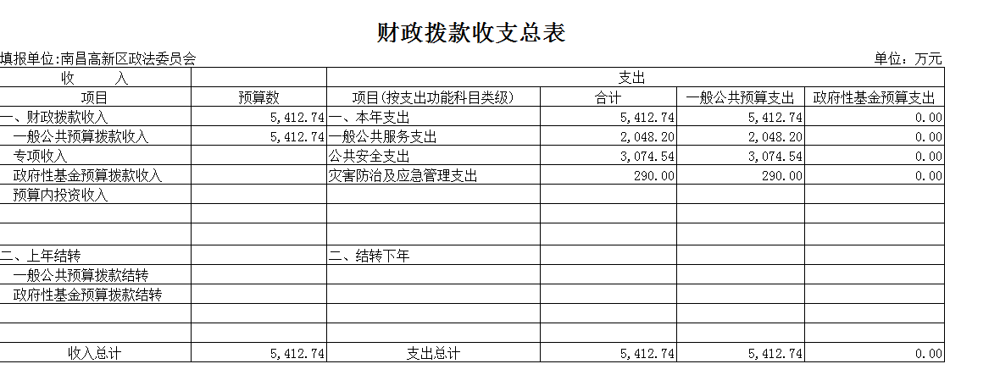 财政拨款收支总表
填报单位:南昌高新区政法委员会 单位：万元
收 入 支出
项目 预算数 项目(按支出功能科目类级) 合计 一般公共预算支出 政府性基金预算支出
一、财政拨款收入 5,412.74 一、本年支出 5,412.74 5,412.74 0.00
一般公共预算拨款收入 5,412.74 一般公共服务支出 2,048.20 2,048.20 0.00
专项收入 公共安全支出 3,074.54 3,074.54 0.00
政府性基金预算拨款收入 灾害防治及应急管理支出 290.00 290.00 0.00
预算内投资收入
二、上年结转 二、结转下年
一般公共预算拨款结转
政府性基金预算拨款结转
收入总计 5,412.74 支出总计 5,412.74 5,412.74 0.00